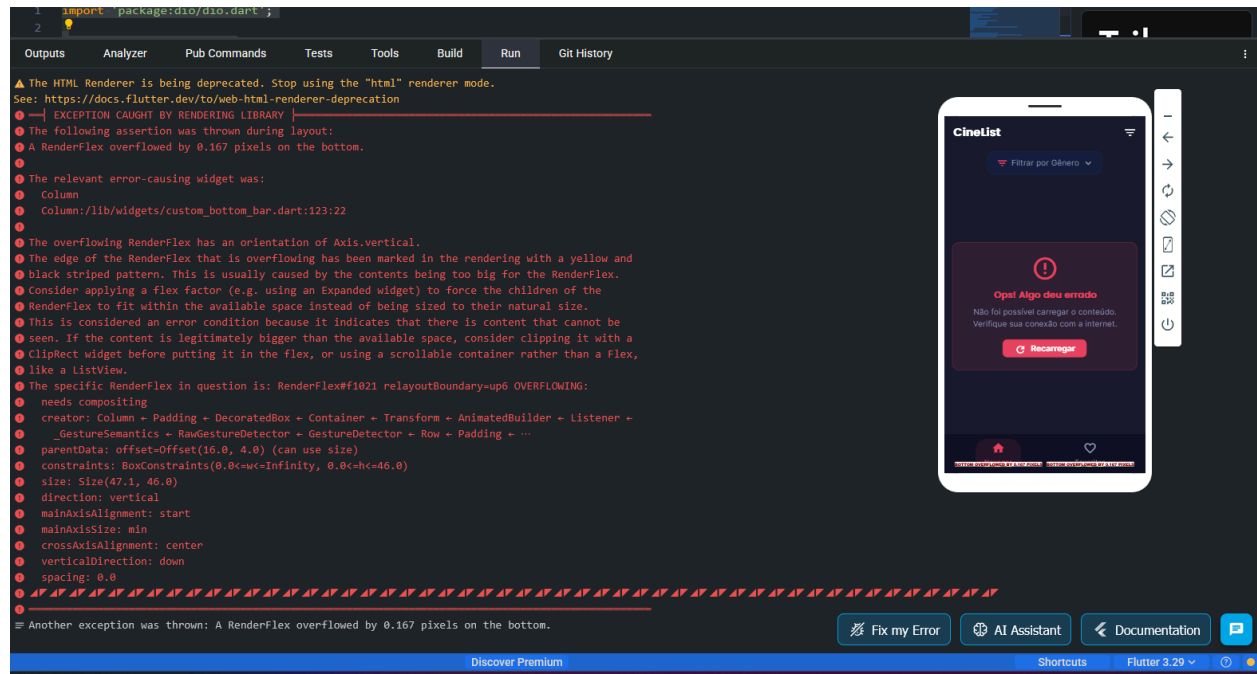 1 import 'package:dio/dio.dart';
2
Outputs Analyzer Pub Commands Tests Tools Build Run Git History
The HTML Renderer is being deprecated. Stop using the "html" renderer mode.
See: https://docs.flutter.dev/to/web-html-renderer-deprecation
══╡ EXCEPTION CAUGHT BY RENDERING LIBRARY ╞══
The following assertion was thrown during layout:
A RenderFlex overflowed by 0.167 pixels on the bottom.
The relevant error-causing widget was:
Column
Column:/lib/widgets/custom_bottom_bar.dart:123:22
The overflowing RenderFlex has an orientation of Axis.vertical.
The edge of the RenderFlex that is overflowing has been marked in the rendering with a yellow and
black striped pattern. This is usually caused by the contents being too big for the RenderFlex.
Consider applying a flex factor (e.g. using an Expanded widget) to force the children of the
RenderFlex to fit within the available space instead of being sized to their natural size.
This is considered an error condition because it indicates that there is content that cannot be
seen. If the content is legitimately bigger than the available space, consider clipping it with a
ClipRect widget before putting it in the flex, or using a scrollable container rather than a Flex,
like a ListView.
The specific RenderFlex in question is: RenderFlex#f1021 relayoutBoundary=up6 OVERFLOWING:
needs compositing
creator: Column ← Padding ← DecoratedBox ← Container ← Transform ← AnimatedBuilder ← Listener ←
_GestureSemantics ← RawGestureDetector ← GestureDetector ← Row ← Padding ← ⋯
parentData: offset=Offset(16.0, 4.0) (can use size)
constraints: BoxConstraints(0.0<=w<=Infinity, 0.0<=h<=46.0)
size: Size(47.1, 46.0)
direction: vertical
mainAxisAlignment: start
mainAxisSize: min
crossAxisAlignment: center
verticalDirection: down
spacing: 0.0
Another exception was thrown: A RenderFlex overflowed by 0.167 pixels on the bottom.
CineList
Filtrar por Gênero
Ops! Algo deu errado
Não foi possível carregar o conteúdo.
Verifique sua conexão com a internet.
Recarregar
BOTTOM OVERFLOWED BY 0.167 PIXELS BOTTOM OVERFLOWED BY 0.167 PIXELS
Fix my Error AI Assistant Documentation
Discover Premium Shortcuts Flutter 3.29